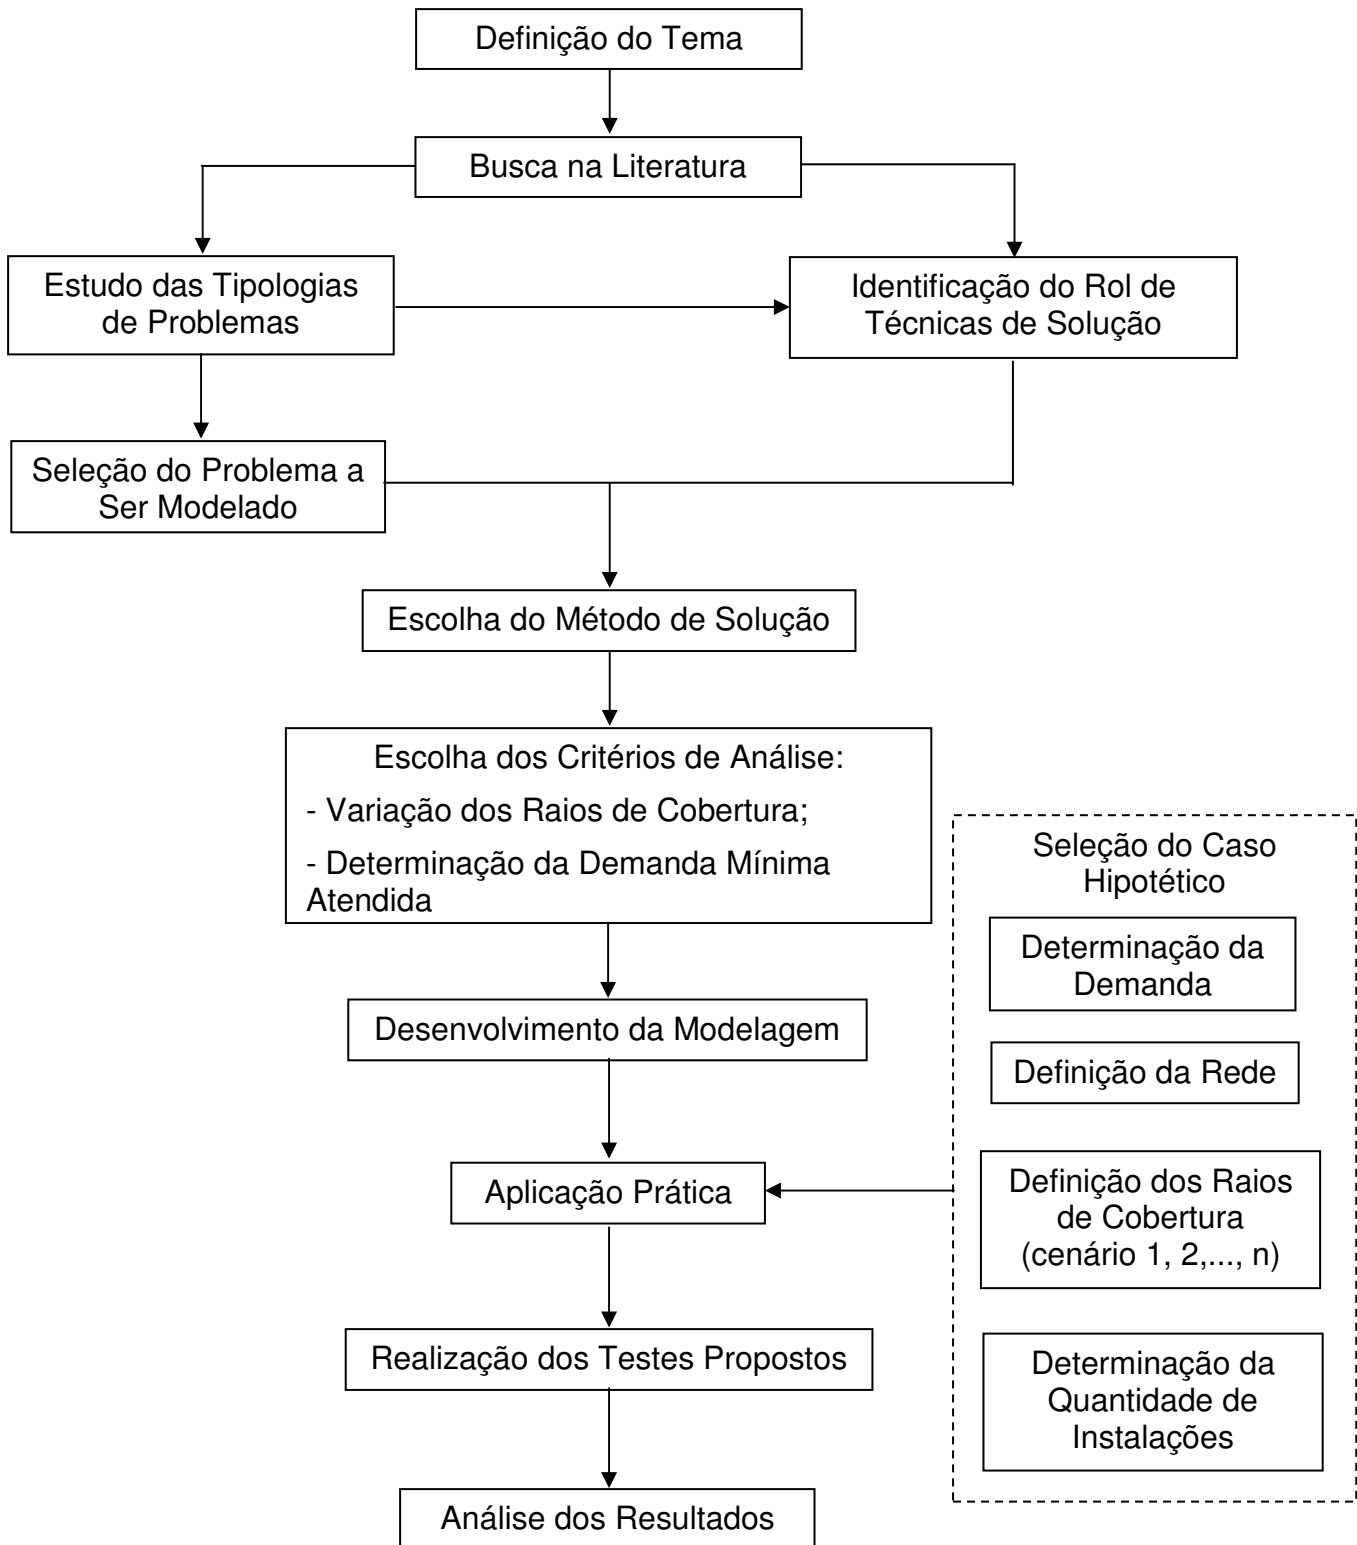 Definição do Tema
Busca na Literatura
Estudo das Tipologias
de Problemas
Identificação do Rol de
Técnicas de Solução
Seleção do Problema a
Ser Modelado
Escolha do Método de Solução
Escolha dos Critérios de Análise:
- Variação dos Raios de Cobertura;
- Determinação da Demanda Mínima
Atendida
Seleção do Caso
Hipotético
Determinação da
Demanda
Desenvolvimento da Modelagem
Definição da Rede
Aplicação Prática
Definição dos Raios
de Cobertura
(cenário 1, 2,..., n)
Realização dos Testes Propostos
Determinação da
Quantidade de
Instalações
Análise dos Resultados